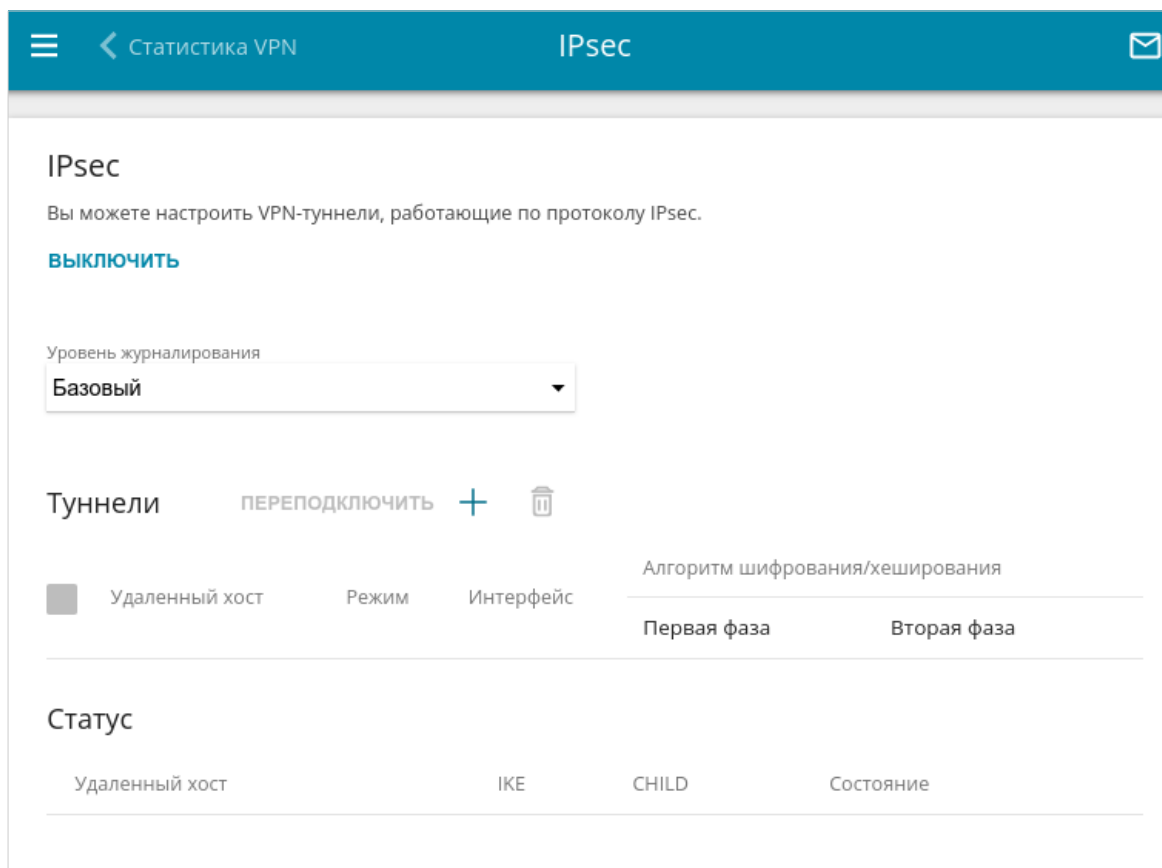 Статистика VPN
IPsec
IPsec
Вы можете настроить VPN-туннели, работающие по протоколу IPsec.
ВЫКЛЮЧИТЬ
Уровень журналирования
Базовый
Туннели ПЕРЕПОДКЛЮЧИТЬ
Алгоритм шифрования/хеширования
Удаленный хост Режим Интерфейс
Первая фаза Вторая фаза
Статус
Удаленный хост IKE CHILD Состояние